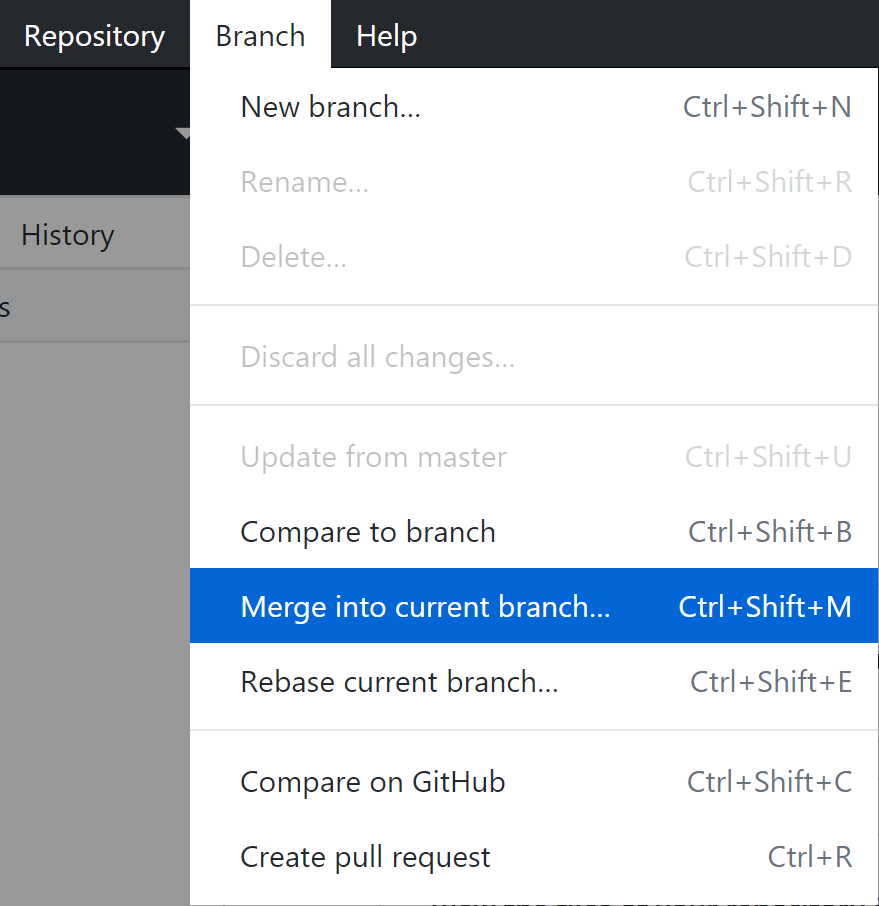 Repository Branch Help
New branch... Ctrl+Shift+N
Rename... Ctrl+Shift+R
Delete... Ctrl+Shift+D
History
s
Discard all changes...
Update from master Ctrl+Shift+U
Compare to branch Ctrl+Shift+B
Merge into current branch... Ctrl+Shift+M
Rebase current branch... Ctrl+Shift+E
Compare on GitHub Ctrl+Shift+C
Create pull request Ctrl+R